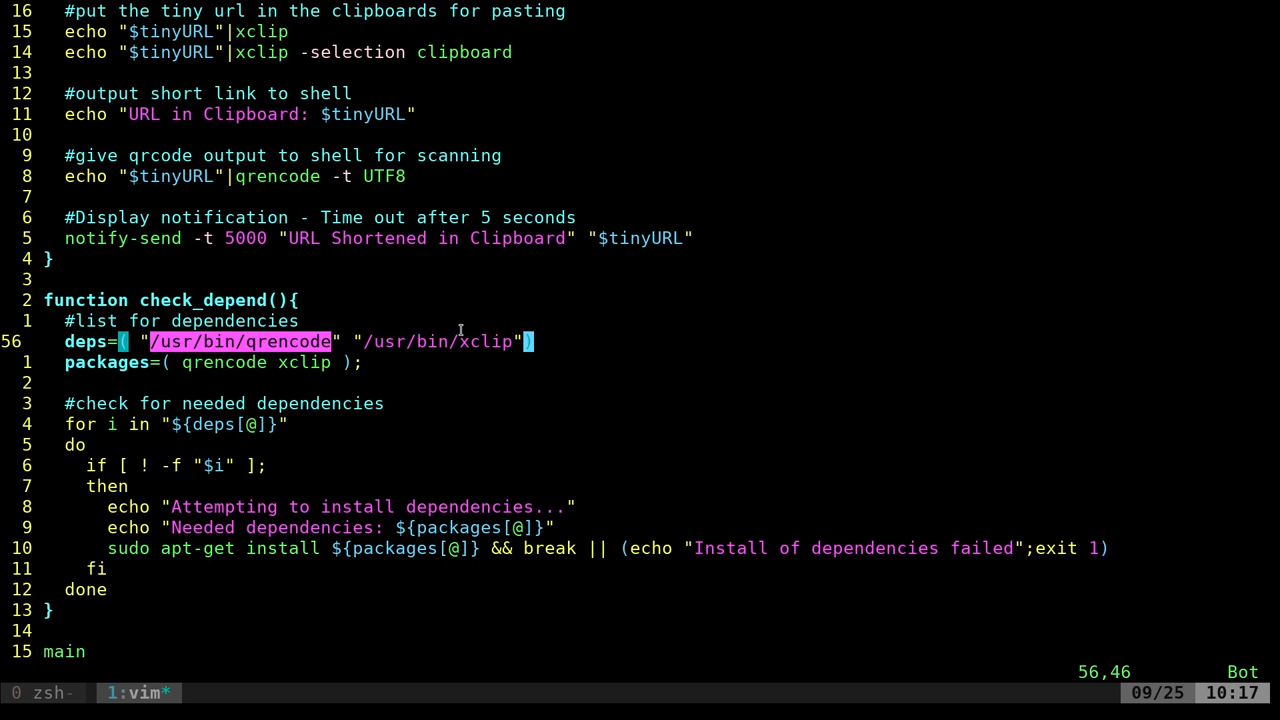 16   #put the tiny url in the clipboards for pasting
15   echo "$tinyURL"|xclip
14   echo "$tinyURL"|xclip -selection clipboard
13
12   #output short link to shell
11   echo "URL in Clipboard: $tinyURL"
10
9   #give qrcode output to shell for scanning
8   echo "$tinyURL"|qrencode -t UTF8
7
6   #Display notification - Time out after 5 seconds
5   notify-send -t 5000 "URL Shortened in Clipboard" "$tinyURL"
4 }
3
2 function check_depend(){
1   #list for dependencies
56   deps=( "/usr/bin/qrencode" "/usr/bin/xclip")
1   packages=( qrencode xclip );
2
3   #check for needed dependencies
4   for i in "${deps[@]}"
5   do
6     if [ ! -f "$i" ];
7     then
8       echo "Attempting to install dependencies..."
9       echo "Needed dependencies: ${packages[@]}"
10       sudo apt-get install ${packages[@]} && break || (echo "Install of dependencies failed";exit 1)
11     fi
12   done
13 }
14
15 main
56,46 Bot
0 zsh- 1:vim* 09/25 10:17